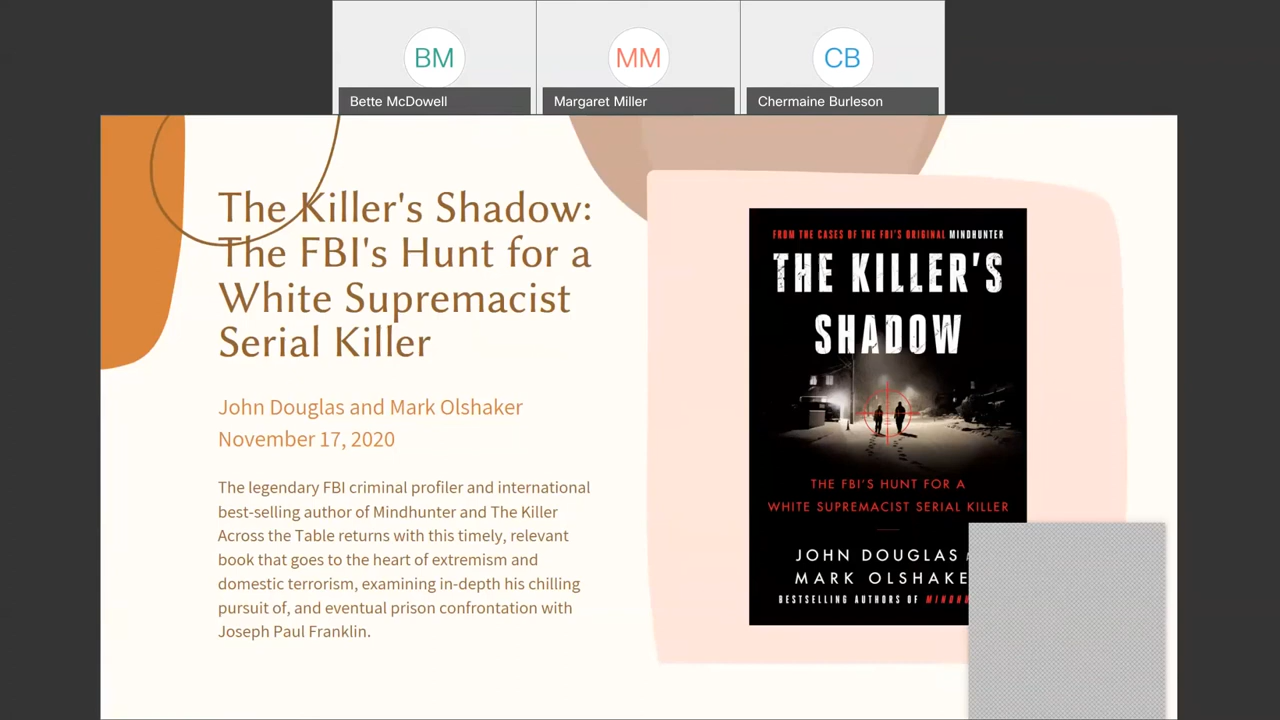 BM
MM
CB
Bette McDowell
Margaret Miller
Chermaine Burleson
The Killer's Shadow:
The FBI's Hunt for a
White Supremacist
Serial Killer
John Douglas and Mark Olshaker
November 17, 2020
The legendary FBI criminal profiler and international
best-selling author of Mindhunter and The Killer
Across the Table returns with this timely, relevant
book that goes to the heart of extremism and
domestic terrorism, examining in-depth his chilling
pursuit of, and eventual prison confrontation with
Joseph Paul Franklin.
FROM THE CASES OF THE FBI'S ORIGINAL MINDHUNTER
THE KILLER'S
SHADOW
THE FBI'S HUNT FOR A
WHITE SUPREMACIST SERIAL KILLER
JOHN DOUGLAS
MARK OLSHAKE
BESTSELLING AUTHORS OF